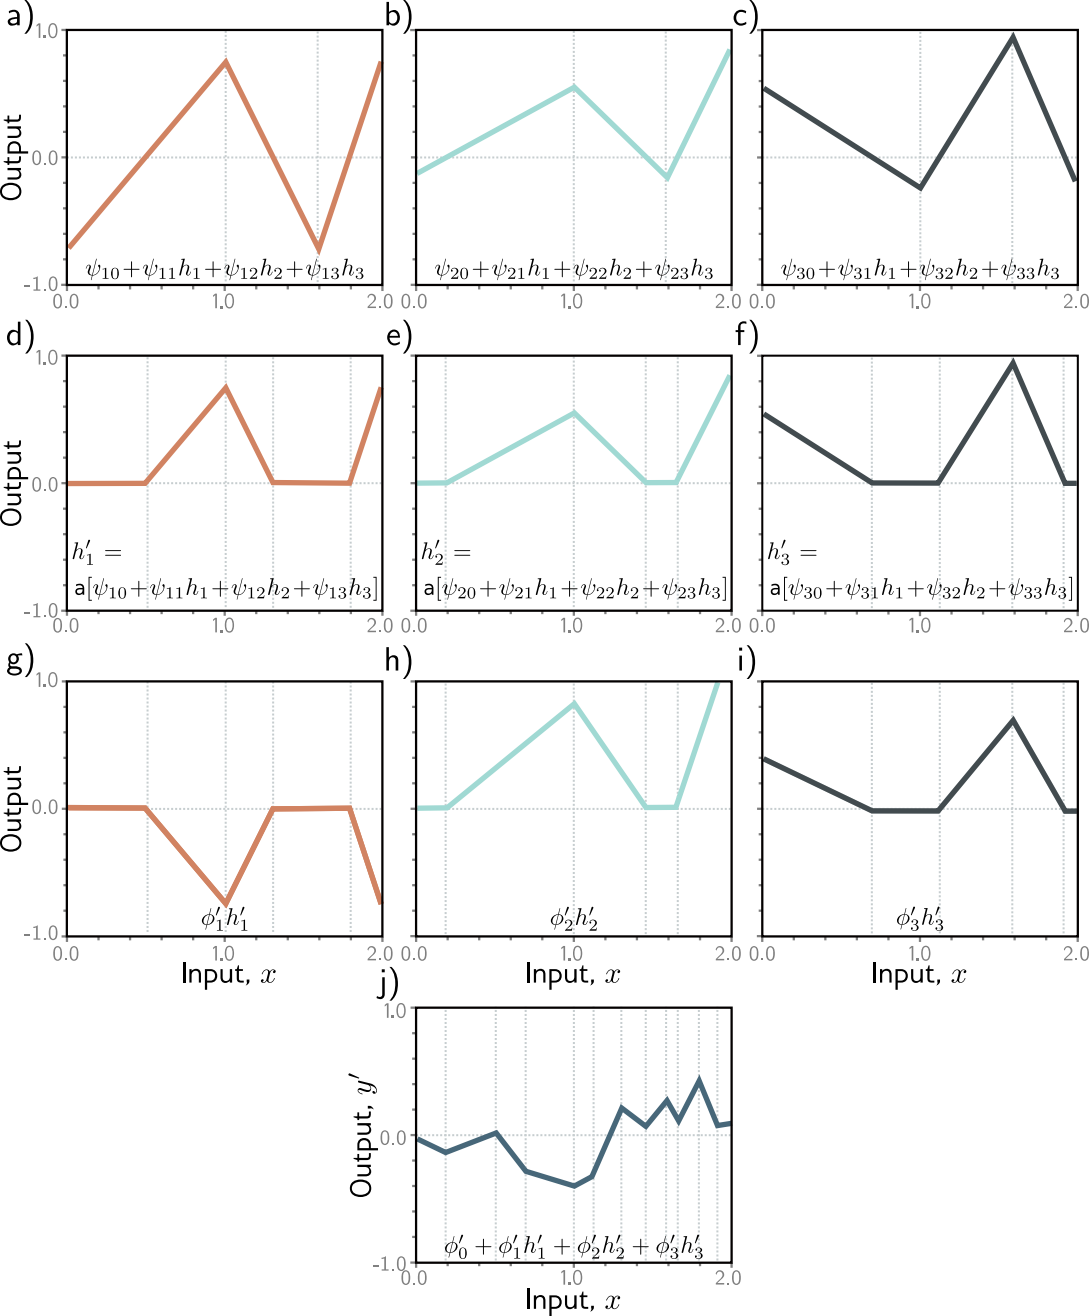 a) b) c)
1.0
Output
0.0
-1.0
ψ₁₀+ψ₁₁h₁+ψ₁₂h₂+ψ₁₃h₃ ψ₂₀+ψ₂₁h₁+ψ₂₂h₂+ψ₂₃h₃ ψ₃₀+ψ₃₁h₁+ψ₃₂h₂+ψ₃₃h₃
0.0 1.0 2.0 0.0 1.0 2.0 0.0 1.0 2.0
d) e) f)
1.0
Output
0.0
h′₁ = h′₂ = h′₃ =
a[ψ₁₀+ψ₁₁h₁+ψ₁₂h₂+ψ₁₃h₃] a[ψ₂₀+ψ₂₁h₁+ψ₂₂h₂+ψ₂₃h₃] a[ψ₃₀+ψ₃₁h₁+ψ₃₂h₂+ψ₃₃h₃]
-1.0
0.0 1.0 2.0 0.0 1.0 2.0 0.0 1.0 2.0
g) h) i)
1.0
Output
0.0
ϕ′₁h′₁ ϕ′₂h′₂ ϕ′₃h′₃
-1.0
0.0 1.0 2.0 0.0 1.0 2.0 0.0 1.0 2.0
Input, x Input, x Input, x
j)
1.0
Output, y′
0.0
ϕ′₀ + ϕ′₁h′₁ + ϕ′₂h′₂ + ϕ′₃h′₃
-1.0
0.0 1.0 2.0
Input, x